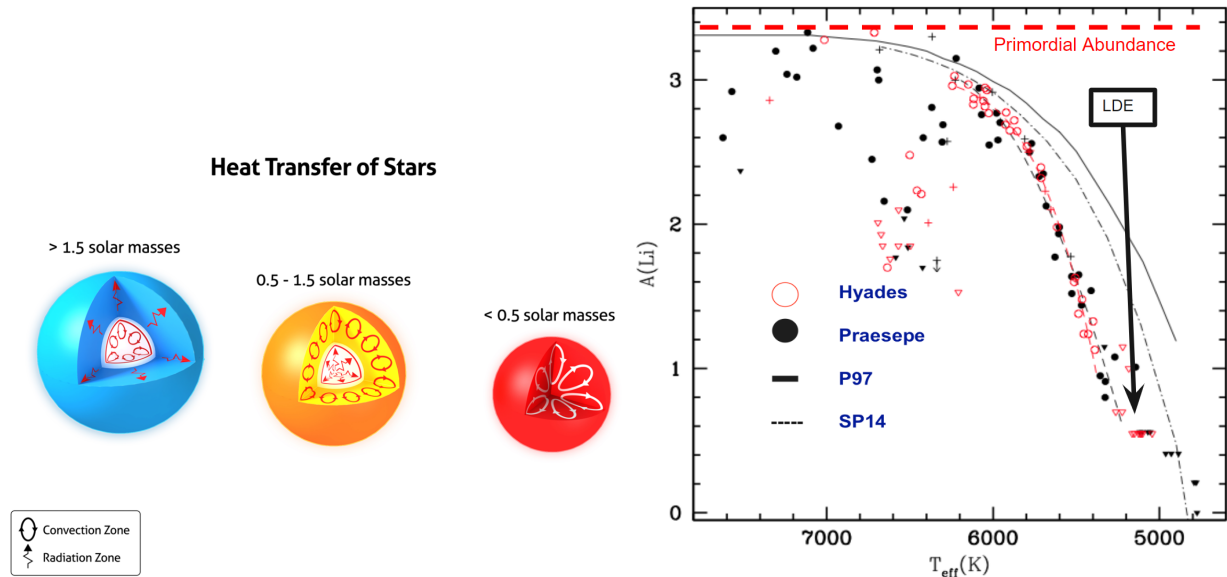 Heat Transfer of Stars
> 1.5 solar masses
0.5 - 1.5 solar masses
< 0.5 solar masses
Convection Zone
Radiation Zone
Primordial Abundance
LDE
Hyades
Praesepe
P97
SP14
A(Li)
3
2
1
0
7000
6000
5000
T_eff(K)